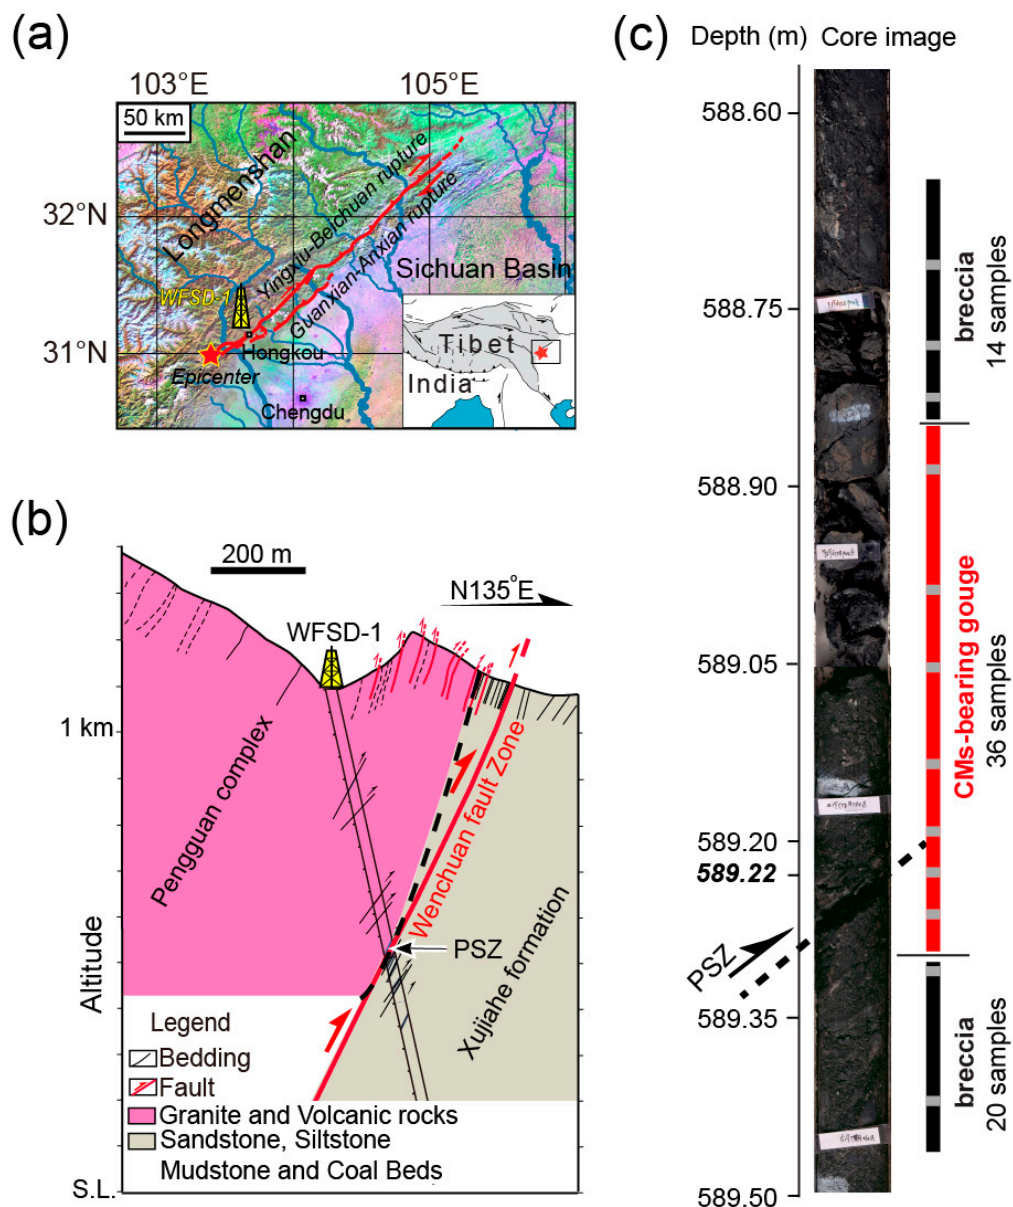 (a)
103°E 105°E
50 km
32°N
31°N
Longmenshan
Yingxiu-Beichuan rupture
Guanxian-Anxian rupture
Sichuan Basin
WFSD-1
Hongkou
Epicenter
Chengdu
Tibet
India
(b)
200 m
N135°E
WFSD-1
1 km
Pengguan complex
Wenchuan fault Zone
PSZ
Xujiahe formation
Altitude
Legend
Bedding
Fault
Granite and Volcanic rocks
Sandstone, Siltstone
Mudstone and Coal Beds
S.L.
(c) Depth (m) Core image
588.60
588.75
588.90
589.05
589.20
589.22
589.35
589.50
PSZ
breccia
14 samples
CMs-bearing gouge
36 samples
breccia
20 samples